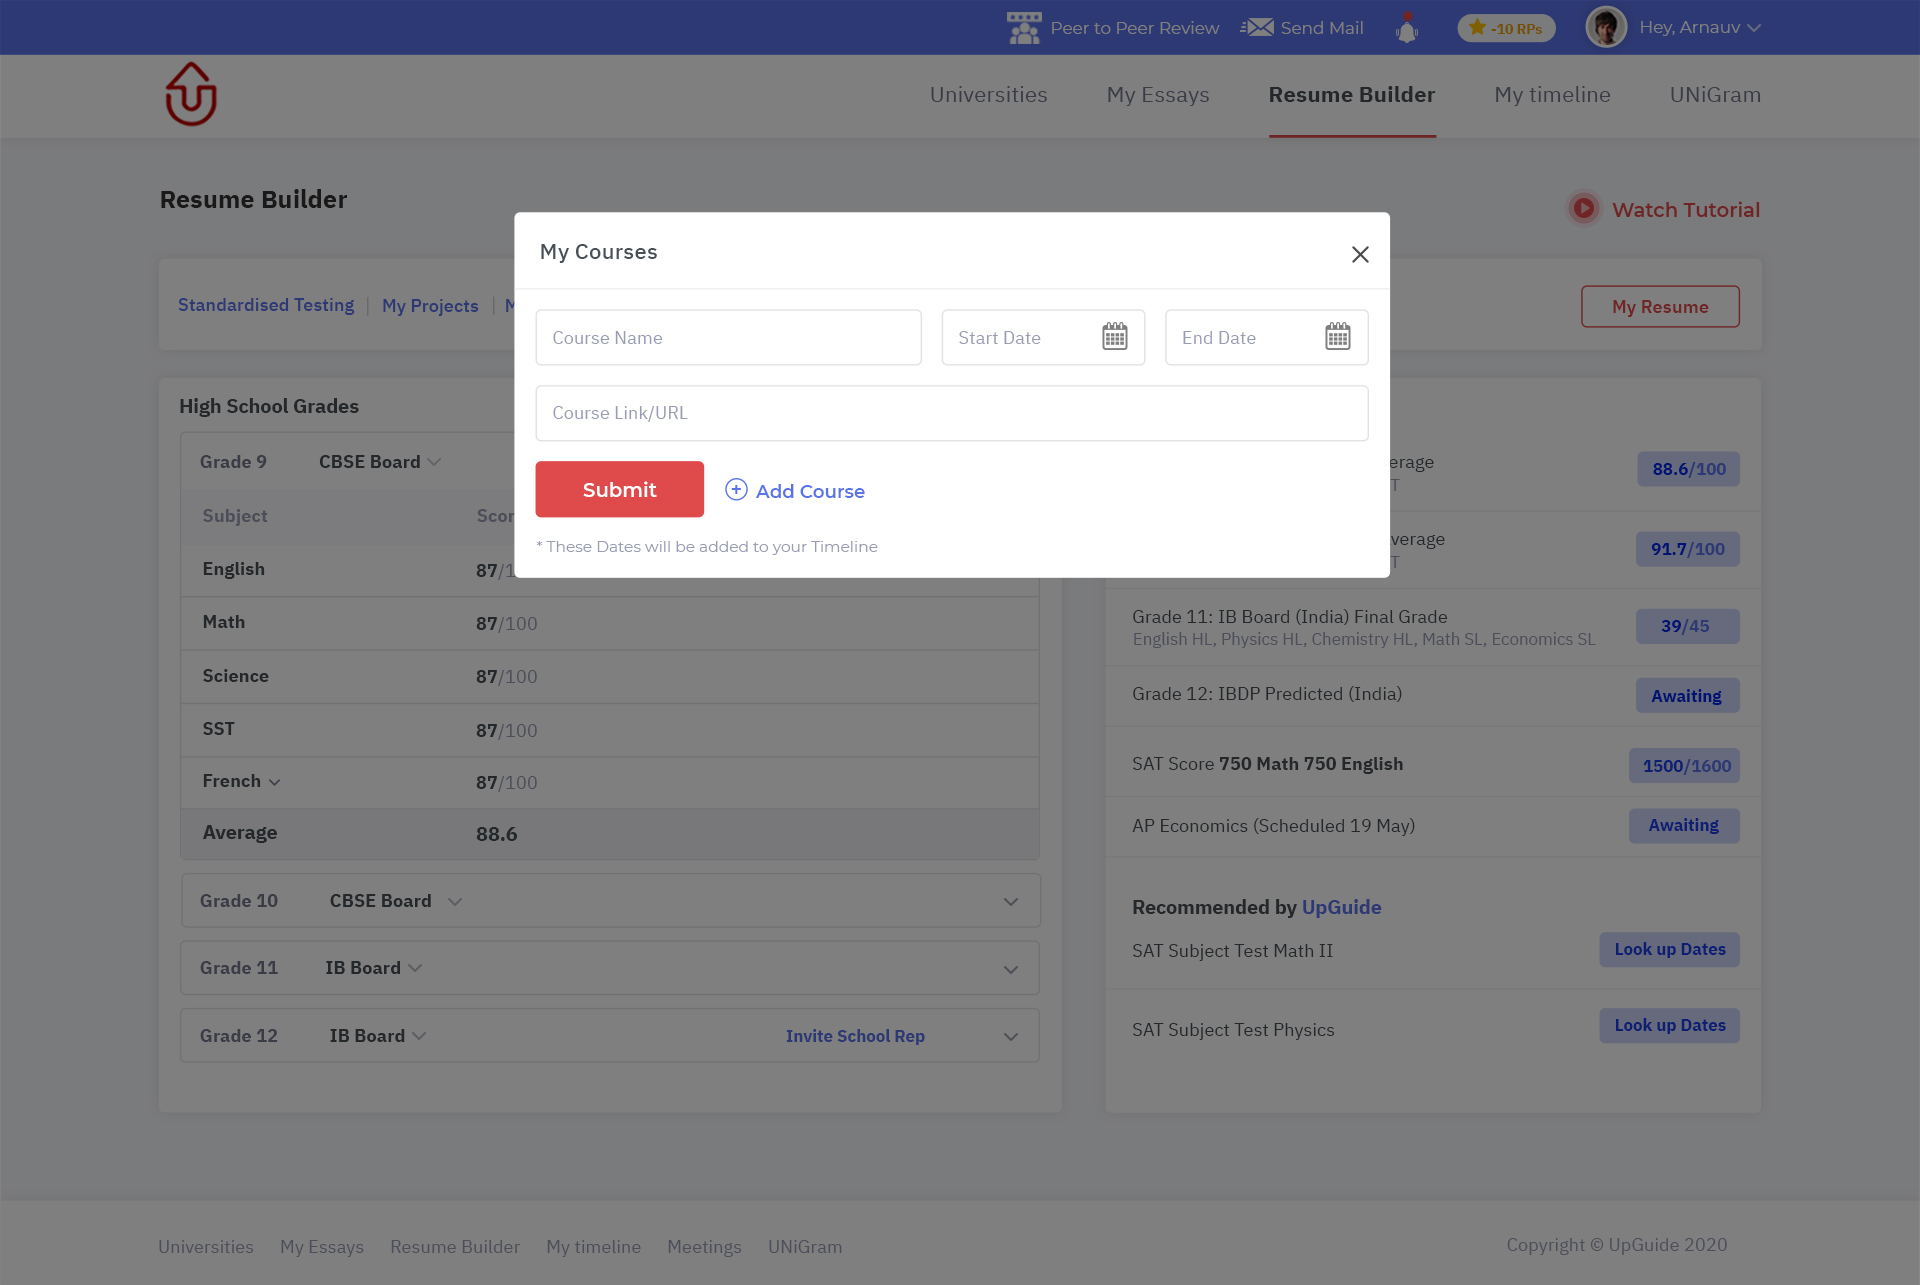 Peer to Peer Review Send Mail -10 RPs Hey, Arnauv
Universities My Essays Resume Builder My timeline UNiGram
Resume Builder
Watch Tutorial
My Courses
Standardised Testing | My Projects |
My Resume
Course Name Start Date End Date
Course Link/URL
Submit Add Course
* These Dates will be added to your Timeline
High School Grades
Grade 9 CBSE Board
Subject
English 87
Math 87/100
Science 87/100
SST 87/100
French 87/100
Average 88.6
Grade 10 CBSE Board
Grade 11 IB Board
Grade 12 IB Board Invite School Rep
88.6/100
91.7/100
Grade 11: IB Board (India) Final Grade
English HL, Physics HL, Chemistry HL, Math SL, Economics SL
39/45
Grade 12: IBDP Predicted (India) Awaiting
SAT Score 750 Math 750 English 1500/1600
AP Economics (Scheduled 19 May) Awaiting
Recommended by UpGuide
SAT Subject Test Math II Look up Dates
SAT Subject Test Physics Look up Dates
Universities My Essays Resume Builder My timeline Meetings UNiGram
Copyright © UpGuide 2020